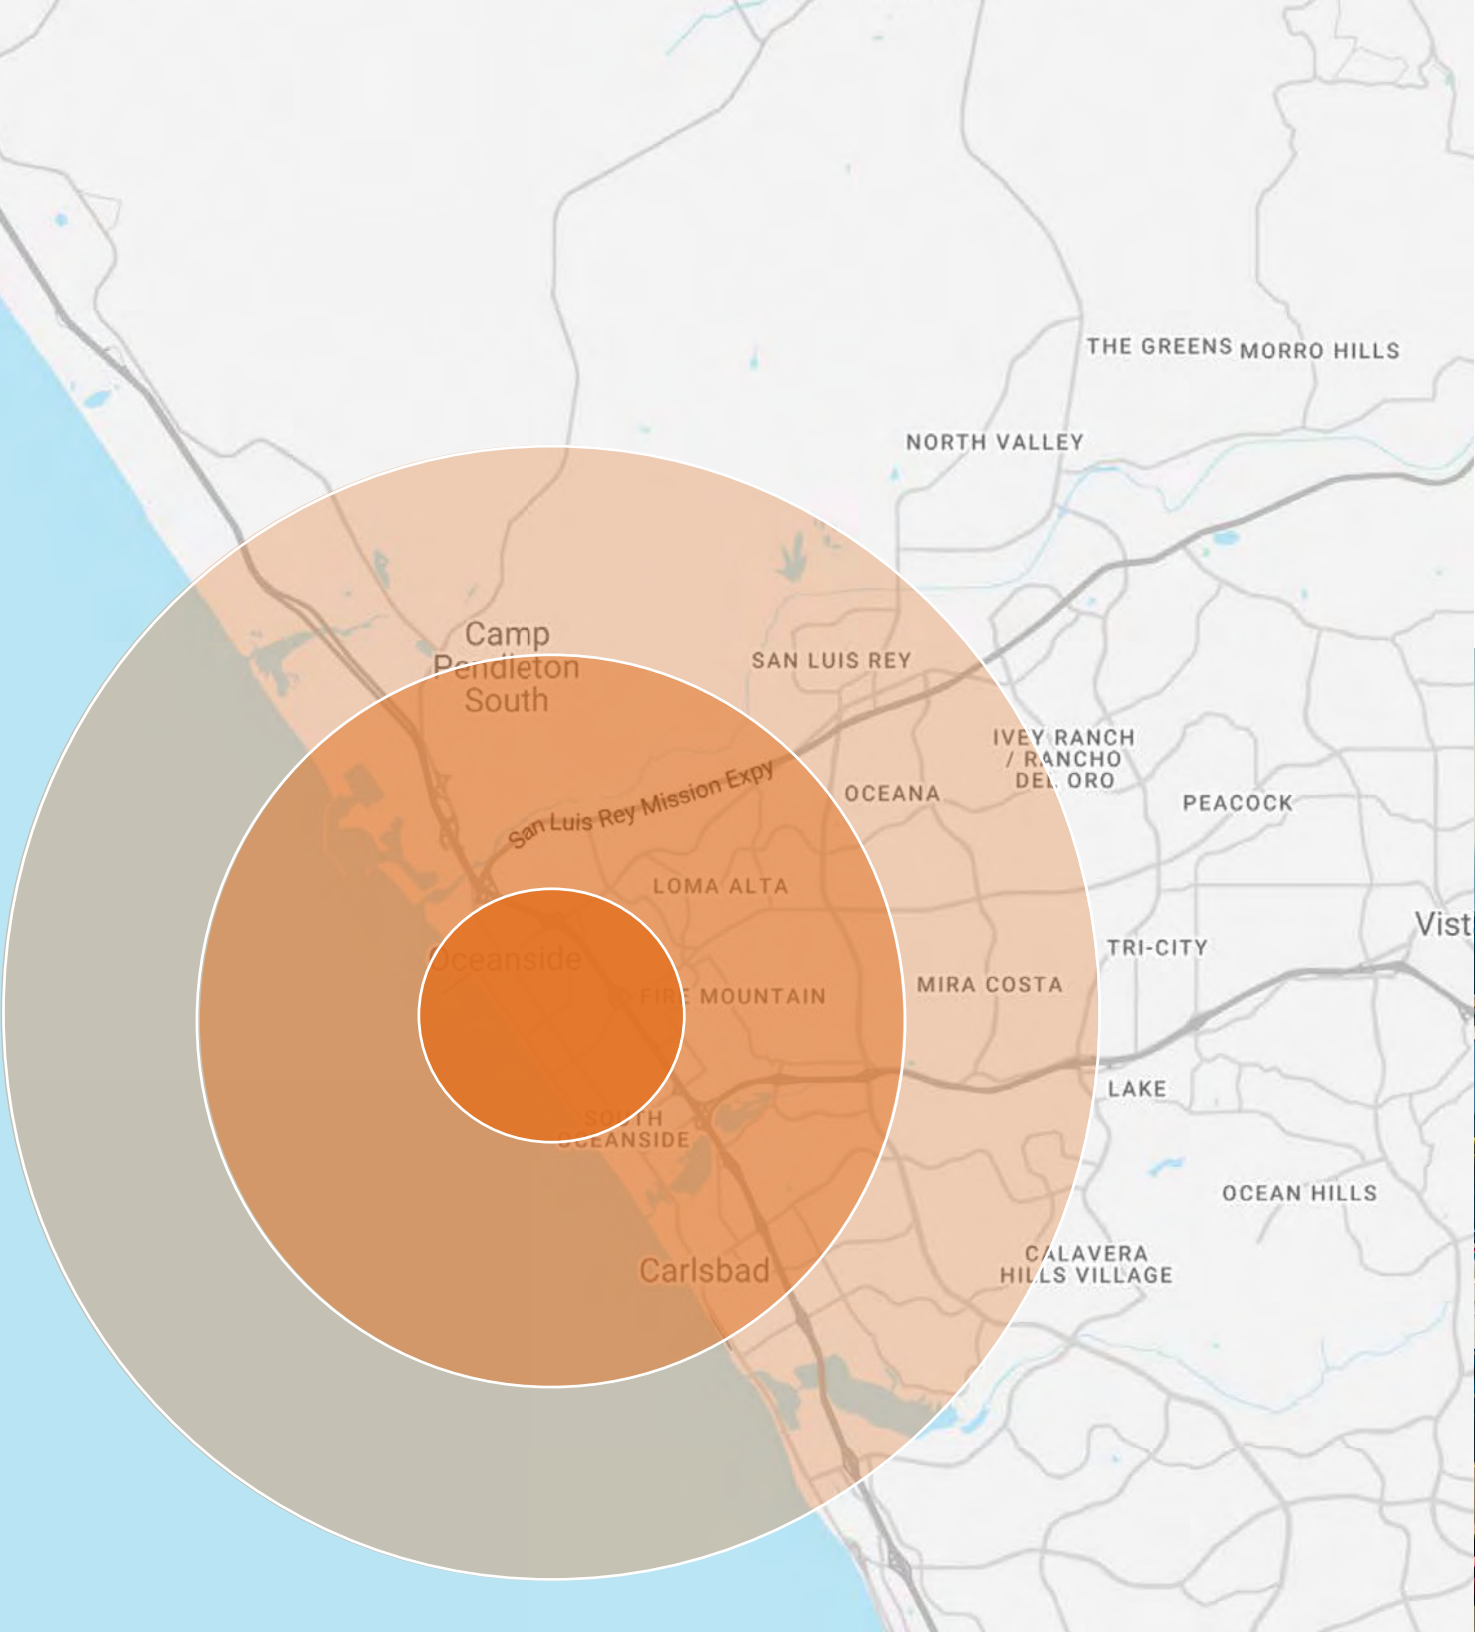 THE GREENS
MORRO HILLS
NORTH VALLEY
Camp
Pendleton
South
SAN LUIS REY
IVEY RANCH
/ RANCHO
DEL ORO
San Luis Rey Mission Expy
OCEANA
PEACOCK
LOMA ALTA
Vist
TRI-CITY
Oceanside
FIRE MOUNTAIN
MIRA COSTA
LAKE
SOUTH
OCEANSIDE
OCEAN HILLS
CALAVERA
HILLS VILLAGE
Carlsbad